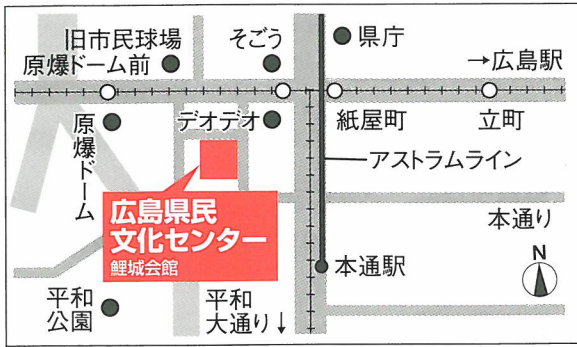 旧市民球場
原爆ドーム前
そごう
県庁
→広島駅
原爆ドーム
デオデオ
紙屋町
立町
アストラムライン
広島県民
文化センター
鯉城会館
本通り
本通駅
N
平和
公園
平和
大通り↓